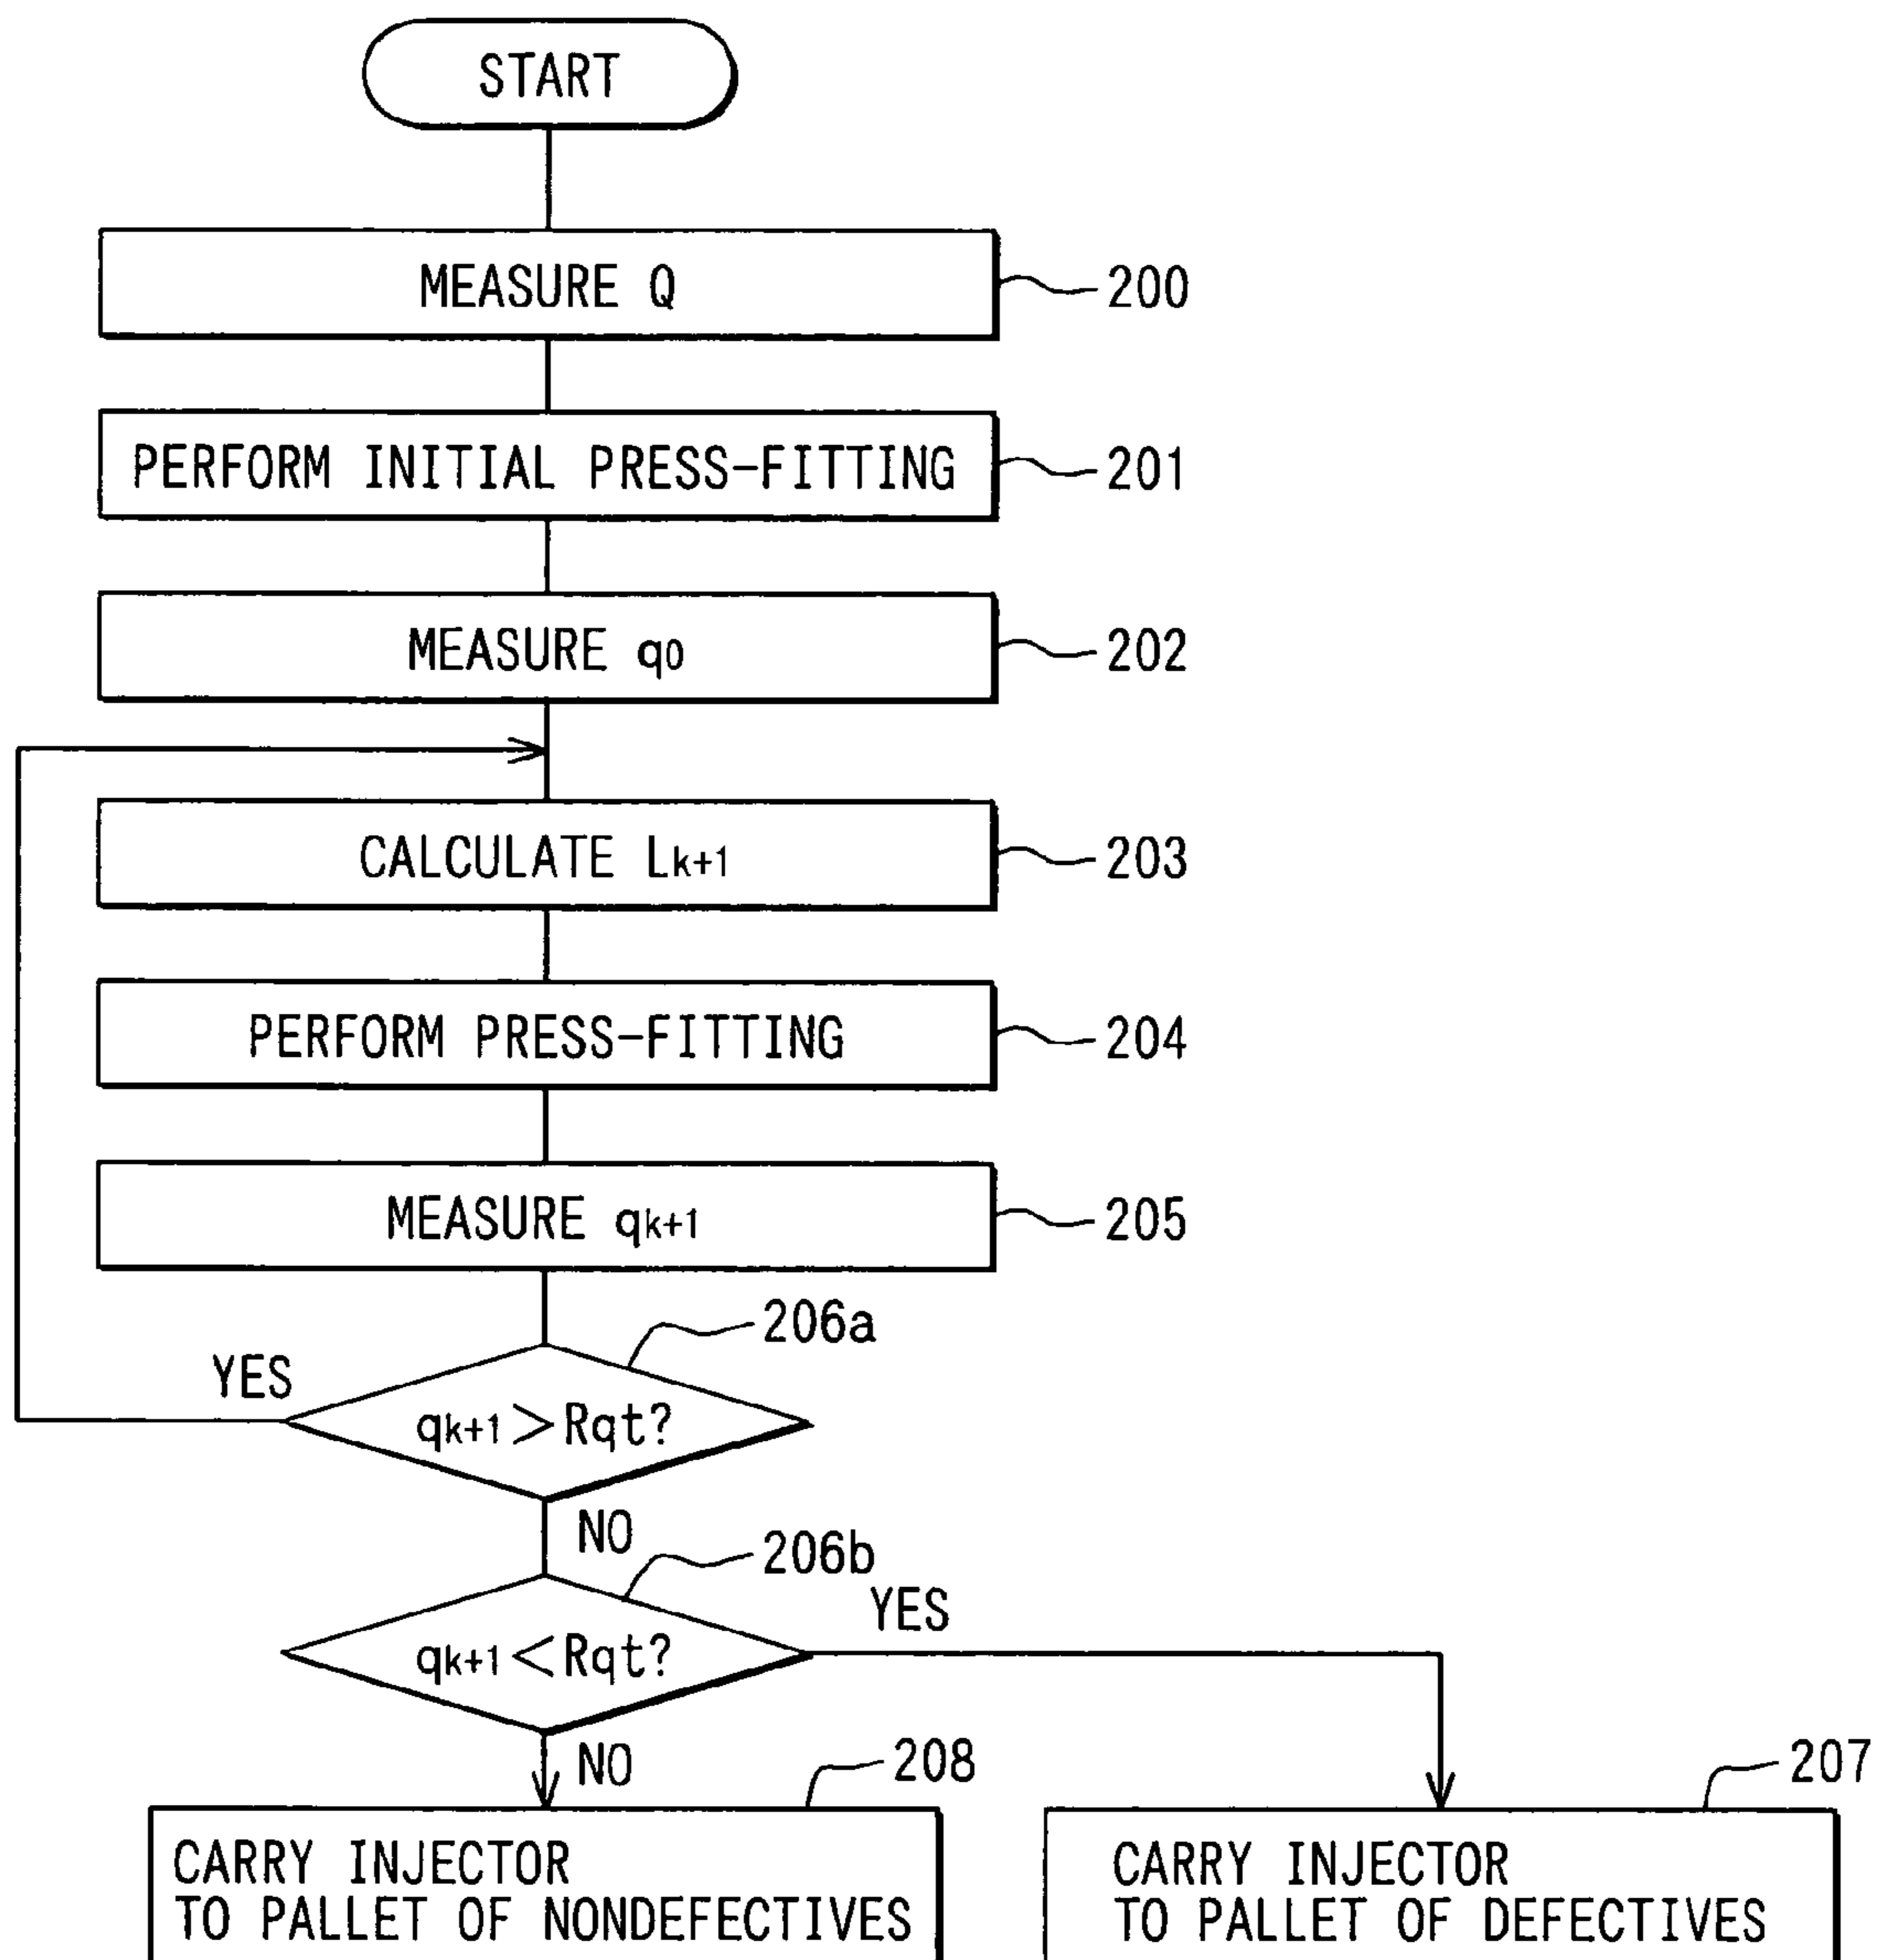 START
MEASURE Q
200
PERFORM INITIAL PRESS-FITTING
201
MEASURE q0
202
CALCULATE Lk+1
203
PERFORM PRESS-FITTING
204
MEASURE qk+1
205
206a
YES
qk+1>Rqt?
NO
206b
YES
qk+1<Rqt?
NO
208
207
CARRY INJECTOR
TO PALLET OF NONDEFECTIVES
CARRY INJECTOR
TO PALLET OF DEFECTIVES